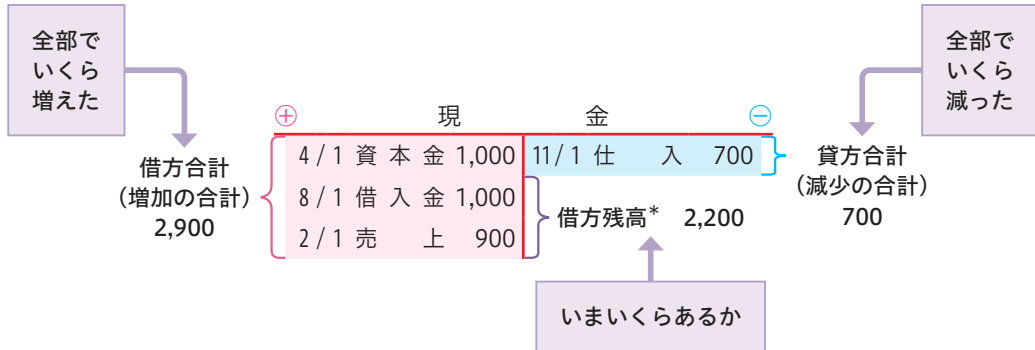 全部で
いくら
増えた
全部で
いくら
減った
⊕ 現 金 ⊖
借方合計
(増加の合計)
2,900
4/1 資本金 1,000
8/1 借入金 1,000
2/1 売 上 900
11/1 仕 入 700
借方残高* 2,200
貸方合計
(減少の合計)
700
いまいくらあるか